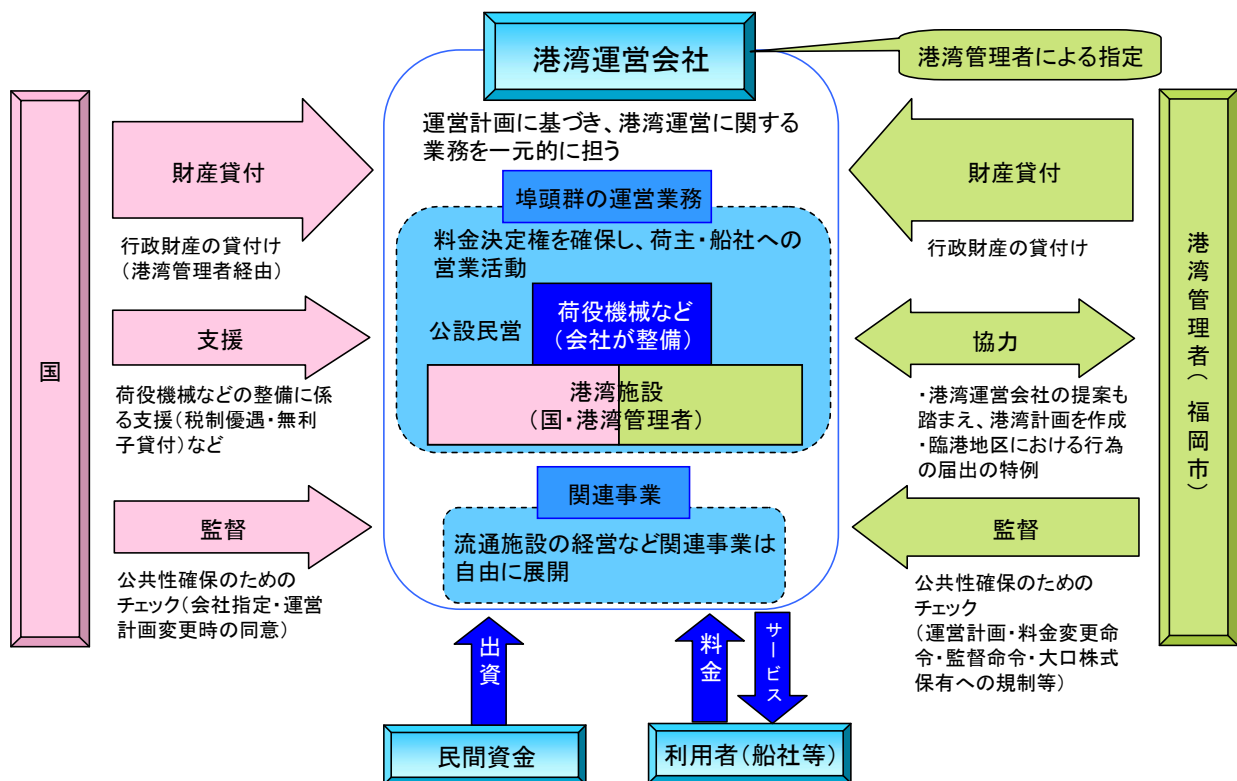 港湾運営会社
港湾管理者による指定
運営計画に基づき、港湾運営に関する
業務を一元的に担う
国
財産貸付
行政財産の貸付け
(港湾管理者経由)
支援
荷役機械などの整備に係
る支援(税制優遇・無利
子貸付)など
監督
公共性確保のための
チェック(会社指定・運営
計画変更時の同意)
埠頭群の運営業務
料金決定権を確保し、荷主・船社への
営業活動
公設民営
荷役機械など
(会社が整備)
港湾施設
(国・港湾管理者)
関連事業
流通施設の経営など関連事業は
自由に展開
財産貸付
行政財産の貸付け
協力
・港湾運営会社の提案も
踏まえ、港湾計画を作成
・臨港地区における行為
の届出の特例
監督
公共性確保のための
チェック
(運営計画・料金変更命
令・監督命令・大口株式
保有への規制等)
港湾管理者(福岡市)
出資
料金
サービス
民間資金
利用者(船社等)